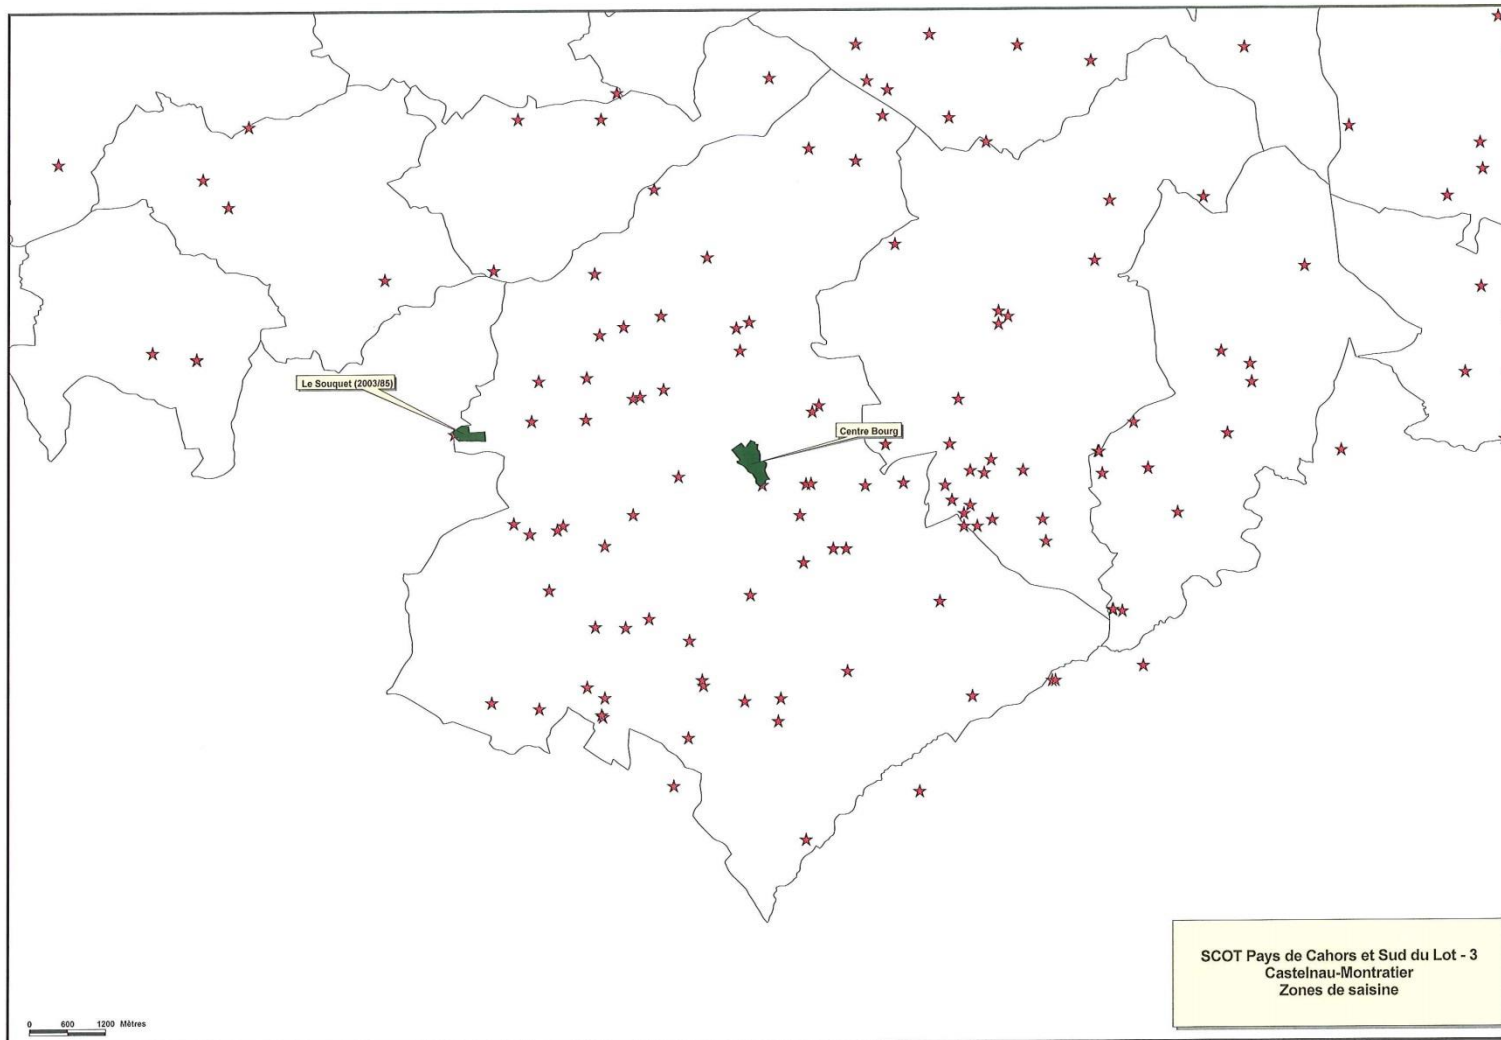 Le Souquet (2003/85)
Centre Bourg
SCOT Pays de Cahors et Sud du Lot - 3
Castelnau-Montratier
Zones de saisine
0 600 1200 Mètres